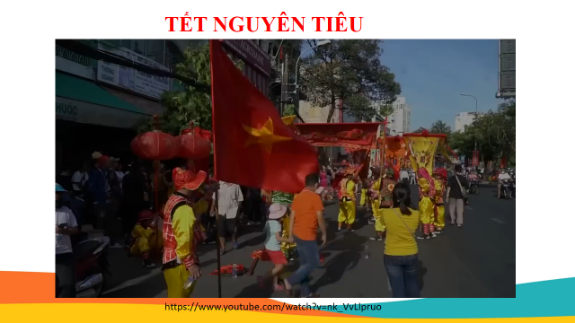 TẾT NGUYÊN TIÊU
https://www.youtube.com/watch?v=nk_VvLlpruo